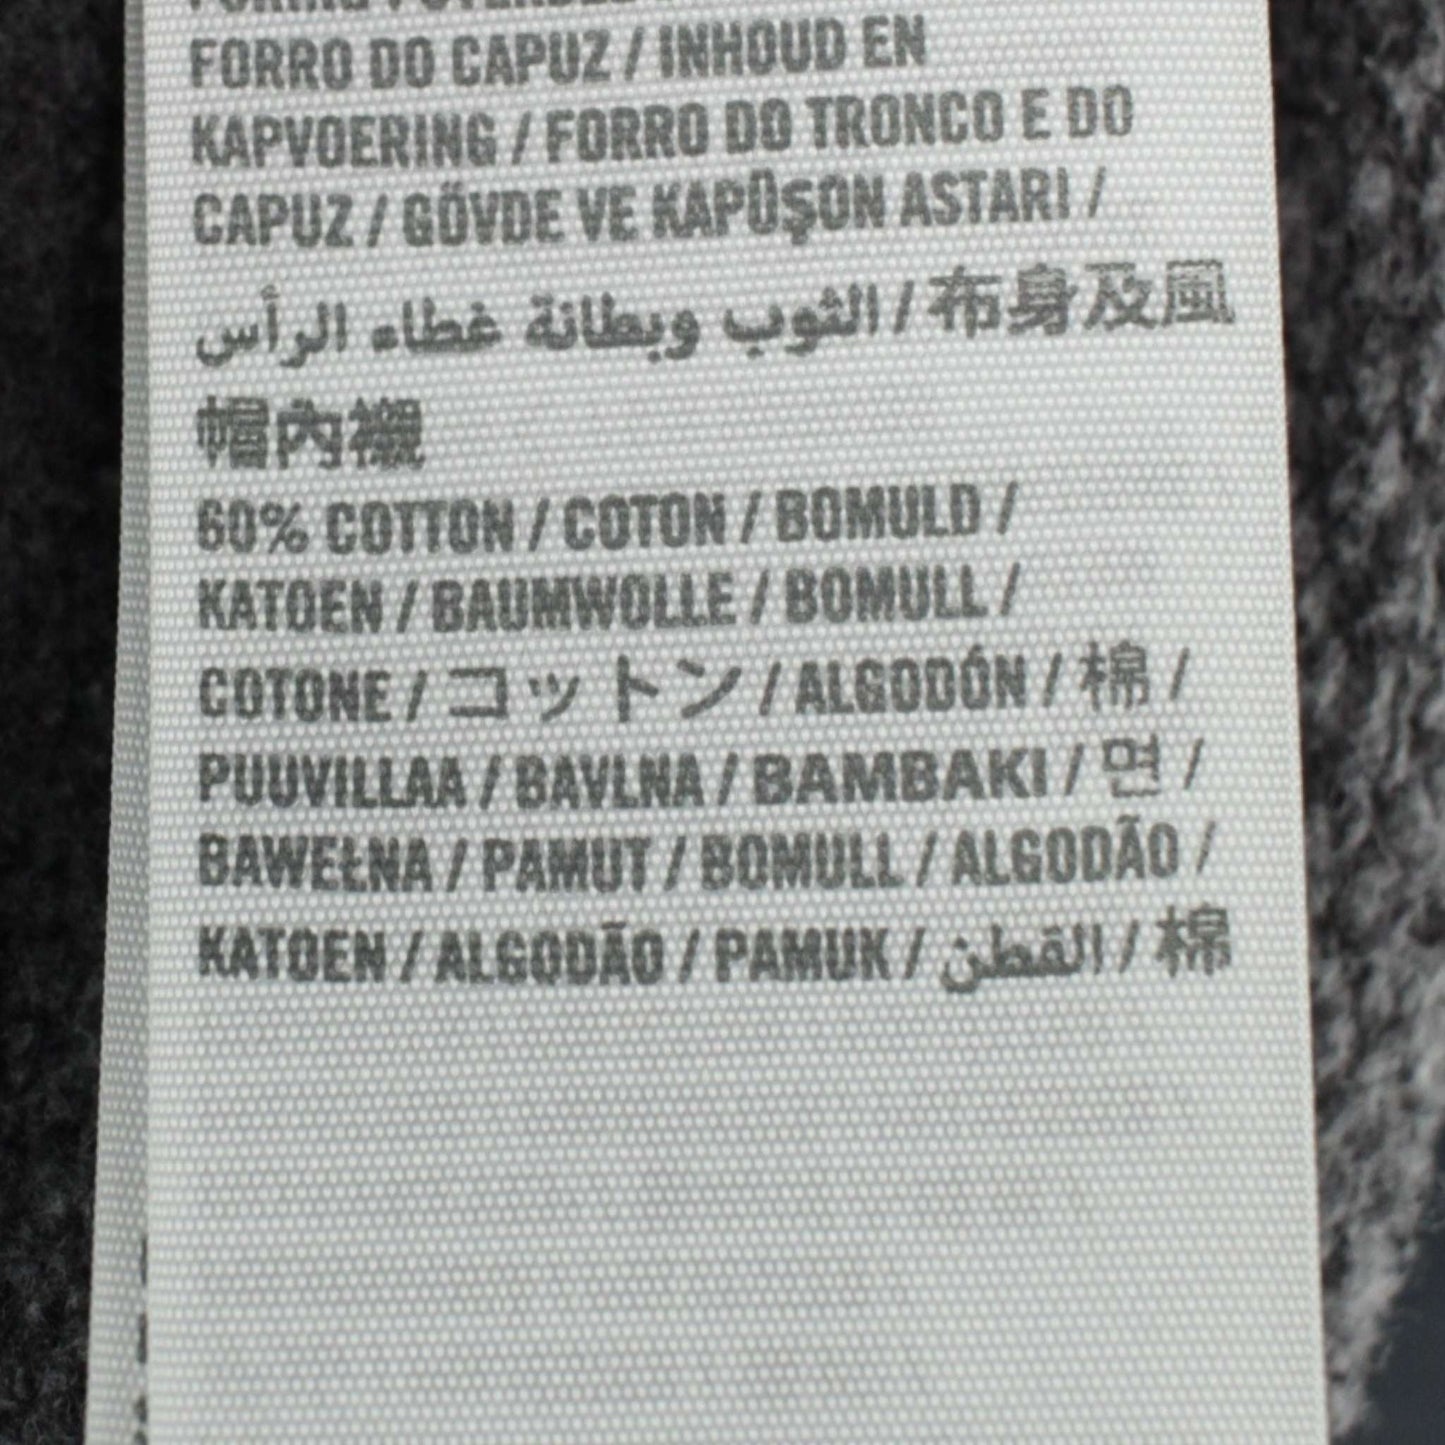 FORRO DO CAPUZ / INHOUD EN
KAPVOERING / FORRO DO TRONCO E DO
CAPUZ / GÖVDE VE KAPÜŞON ASTARI /
الثوب وبطانة غطاء الرأس / 布身及風
帽內襯
60% COTTON / COTON / BOMULD /
KATOEN / BAUMWOLLE / BOMULL /
COTONE / コットン / ALGODÓN / 棉 /
PUUVILLAA / BAVLNA / BAMBAKI / 면 /
BAWEŁNA / PAMUT / BOMULL / ALGODÃO /
KATOEN / ALGODÃO / PAMUK / القطن / 棉